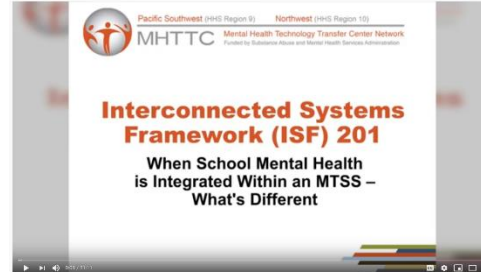 Pacific Southwest (HHS Region 9) Northwest (HHS Region 10)
MHTTC Mental Health Technology Transfer Center Network
Funded by Substance Abuse and Mental Health Services Administration
Interconnected Systems
Framework (ISF) 201
When School Mental Health
is Integrated Within an MTSS –
What's Different